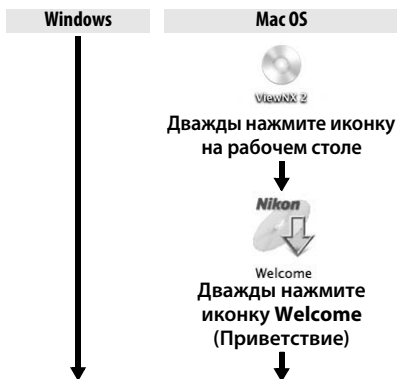 Windows
Mac OS
ViewNX 2
Дважды нажмите иконку
на рабочем столе
Nikon
Welcome
Дважды нажмите
иконку Welcome
(Приветствие)